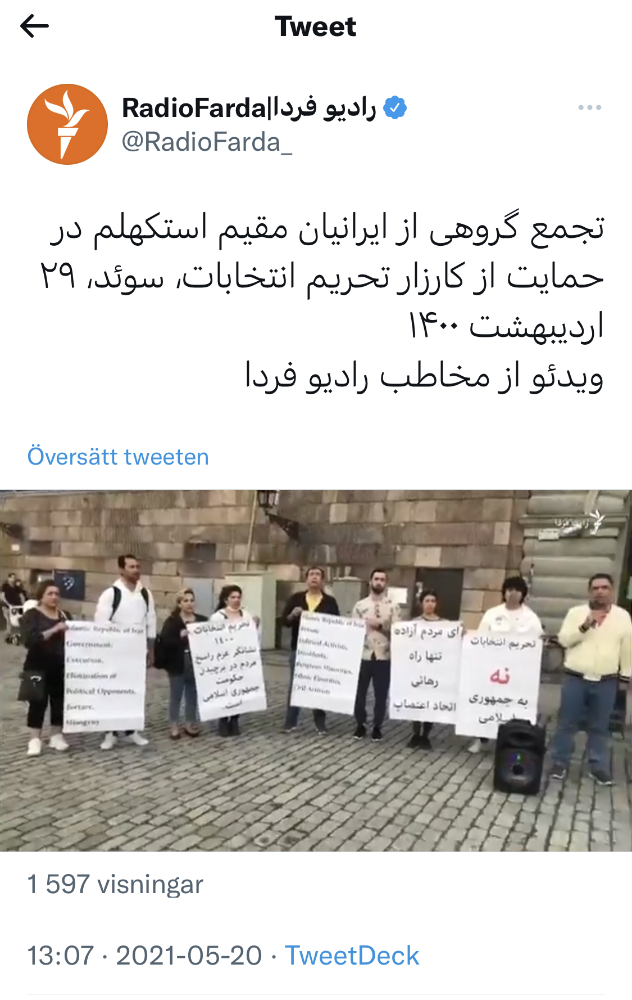 Tweet
RadioFarda|رادیو فردا
@RadioFarda_
تجمع گروهی از ایرانیان مقیم استکهلم در
حمایت از کارزار تحریم انتخابات، سوئد، ۲۹
اردیبهشت ۱۴۰۰
ویدئو از مخاطب رادیو فردا
Översätt tweeten
رادیو فردا
Islamic Republic of Iran
Government:
Execution.
Elimination of
Political Opponents.
Torture.
تحریم انتخابات
١٤٠٠
نشانگر عزم راسخ
مردم در برچیدن
حکومت
جمهوری اسلامی
است.
Islamic Republic of Iran
Political Activists.
Dissidents.
Religious Minorities.
Ethnic Minorities.
Civil Activists
ای مردم آزاده
تنها راه
رهائی
اتحاد اعتصاب
تحریم انتخابات
نه
به جمهوری
اسلامی
1 597 visningar
13:07 · 2021-05-20 · TweetDeck